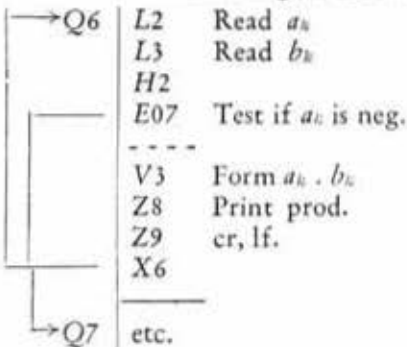 Q6 L2 Read aₖ
L3 Read bₖ
H2
E07 Test if aₖ is neg.
- - - -
V3 Form aₖ . bₖ
Z8 Print prod.
Z9 cr, lf.
X6
Q7 etc.